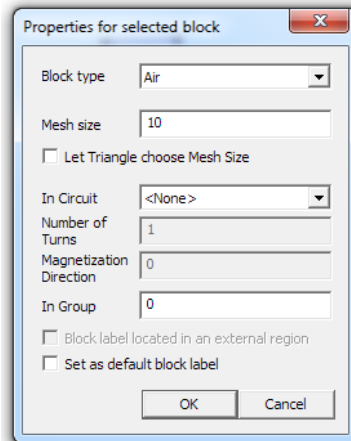 Properties for selected block
Block type Air
Mesh size 10
Let Triangle choose Mesh Size
In Circuit <None>
Number of Turns 1
Magnetization Direction 0
In Group 0
Block label located in an external region
Set as default block label
OK Cancel